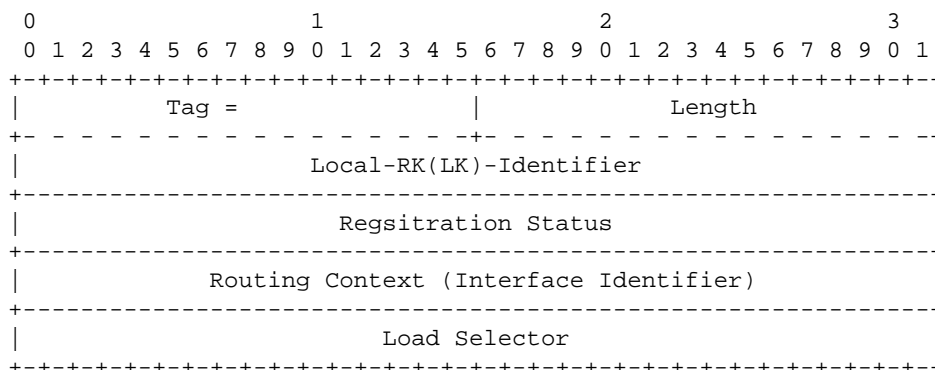 0                   1                   2                   3
0 1 2 3 4 5 6 7 8 9 0 1 2 3 4 5 6 7 8 9 0 1 2 3 4 5 6 7 8 9 0 1
+-+-+-+-+-+-+-+-+-+-+-+-+-+-+-+-+-+-+-+-+-+-+-+-+-+-+-+-+-+-+-+-
|          Tag =                |             Length
+- - - - - - - - - - - - - - - -+- - - - - - - - - - - - - - - --
|                    Local-RK(LK)-Identifier
+----------------------------------------------------------------
|                      Regsitration Status
+----------------------------------------------------------------
|             Routing Context (Interface Identifier)
+----------------------------------------------------------------
|                         Load Selector
+-+-+-+-+-+-+-+-+-+-+-+-+-+-+-+-+-+-+-+-+-+-+-+-+-+-+-+-+-+-+-+-